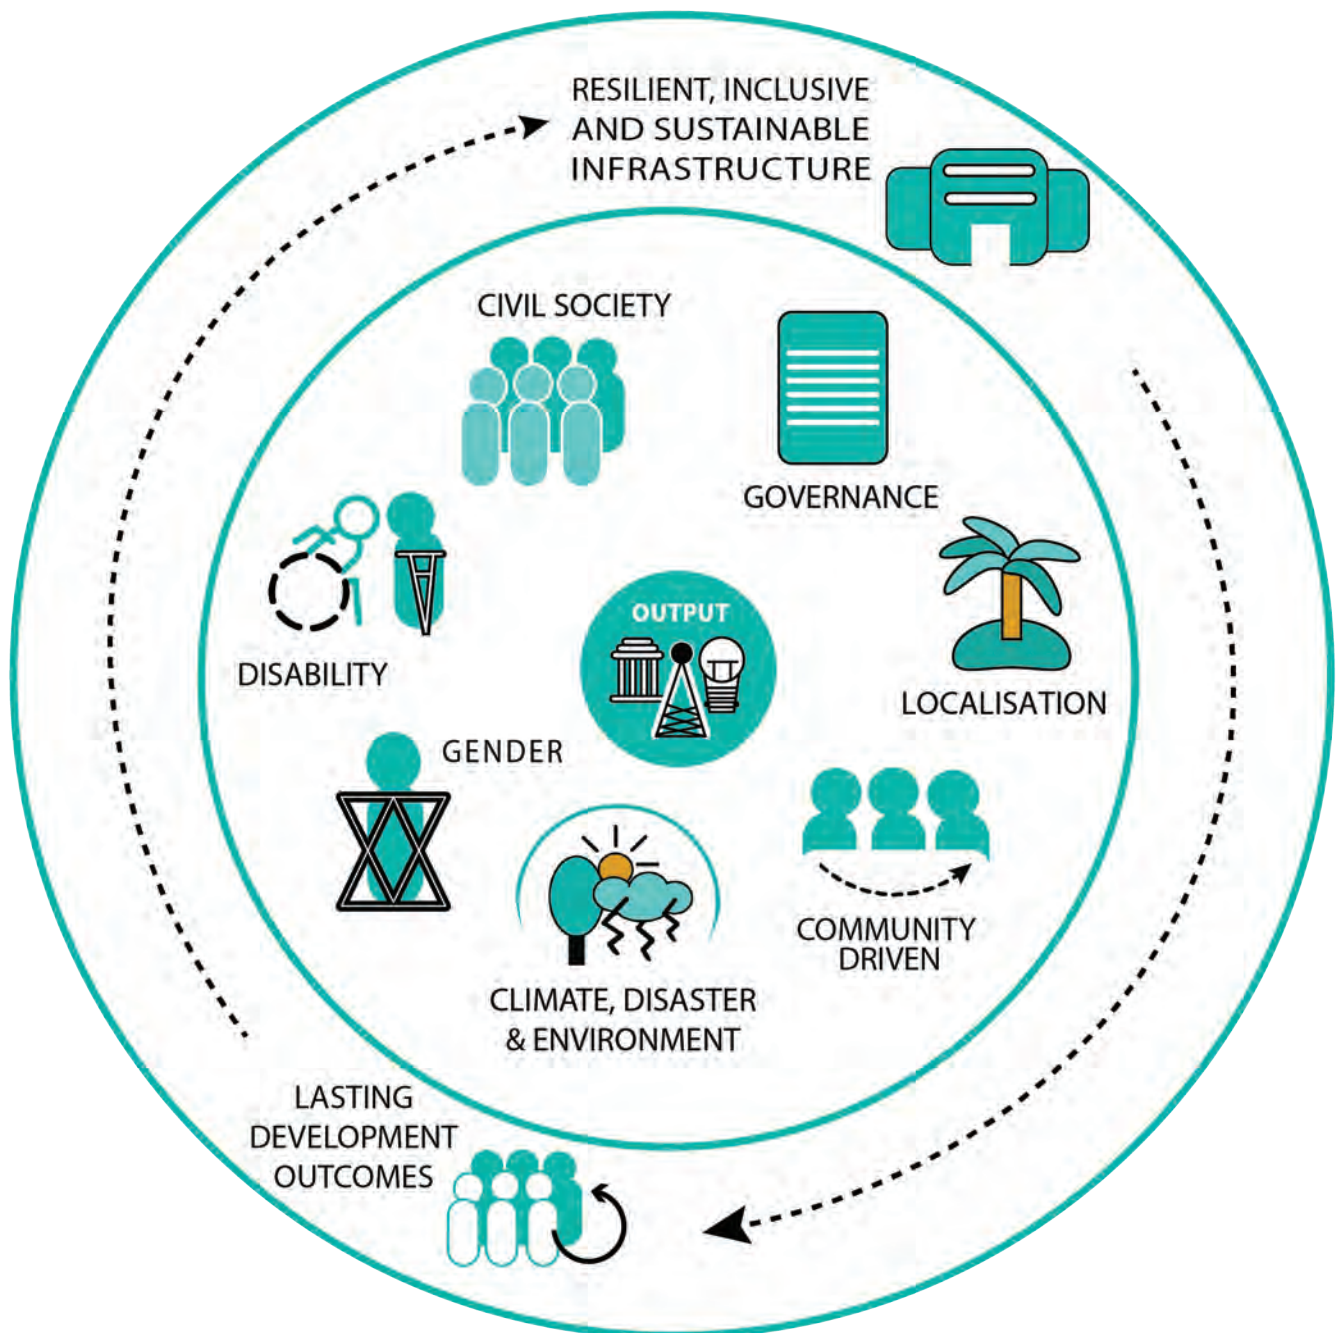 RESILIENT, INCLUSIVE
AND SUSTAINABLE
INFRASTRUCTURE
CIVIL SOCIETY
GOVERNANCE
OUTPUT
DISABILITY
LOCALISATION
GENDER
COMMUNITY
DRIVEN
CLIMATE, DISASTER
& ENVIRONMENT
LASTING
DEVELOPMENT
OUTCOMES